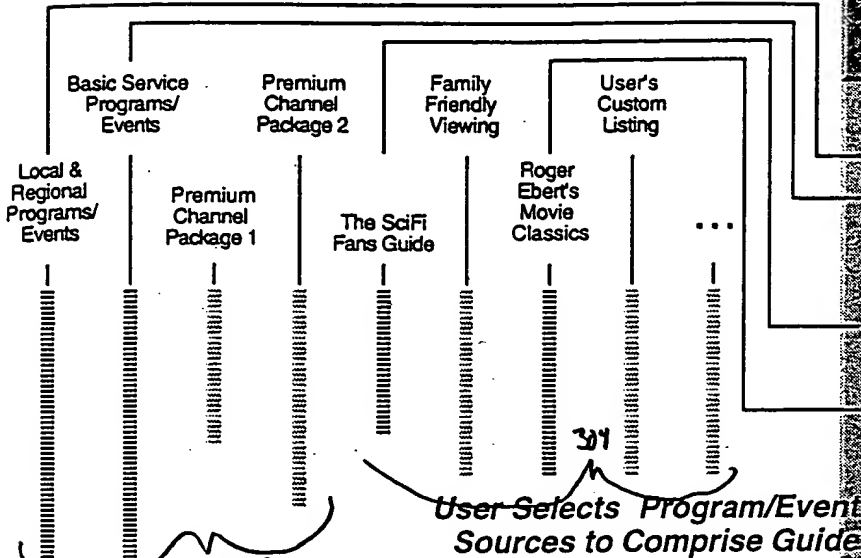 Basic Service
Programs/
Events
Premium
Channel
Package 2
Family
Friendly
Viewing
User's
Custom
Listing
Local &
Regional
Programs/
Events
Premium
Channel
Package 1
The SciFi
Fans Guide
Roger
Ebert's
Movie
Classics
...
304
User Selects Program/Event
Sources to Comprise Guide